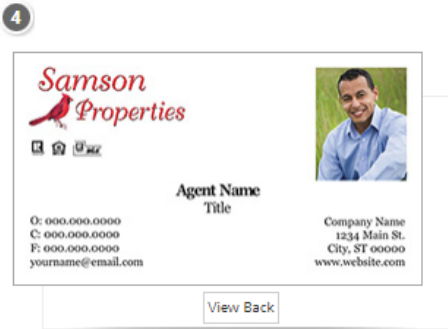 4
Samson
Properties
R
MLS
Agent Name
Title
O: 000.000.0000
C: 000.000.0000
F: 000.000.0000
yourname@email.com
Company Name
1234 Main St.
City, ST 00000
www.website.com
View Back